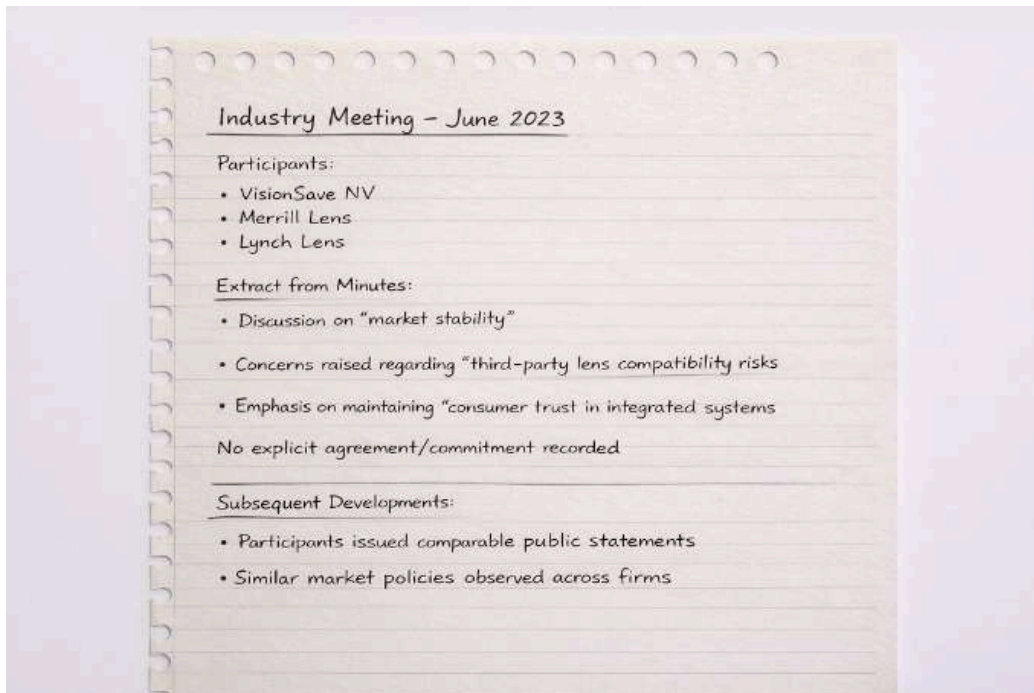 Industry Meeting – June 2023
Participants:
• VisionSave NV
• Merrill Lens
• Lynch Lens
Extract from Minutes:
• Discussion on “market stability”
• Concerns raised regarding “third-party lens compatibility risks
• Emphasis on maintaining “consumer trust in integrated systems
No explicit agreement/commitment recorded
Subsequent Developments:
• Participants issued comparable public statements
• Similar market policies observed across firms